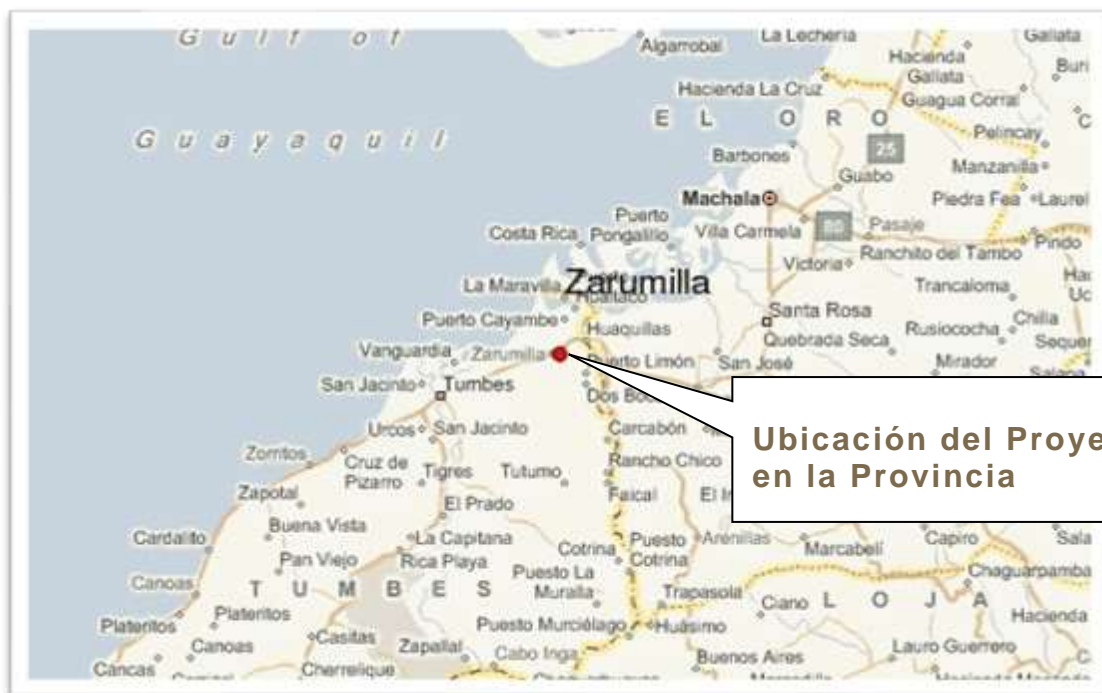 Gulf of
Algarrobal
La Lecheria
Gallata
Hacienda
Gallata
Buri
Hacienda La Cruz
Guagua Corral
EL ORO
Guayaquil
Pelincay
25
Barbones
Manzanilla
Guabo
Machala
Piedra Fea
Laurel
Puerto
Pongalillo
Costa Rica
Villa Carmela
Pasaje
Pindo
Victoria
Ranchito del Tambo
La Maravilla
Zarumilla
Hualtaco
Trancaloma
Puerto Cayambe
Huaquillas
Santa Rosa
Chilla
Rusiococha
Quebrada Seca
Vanguardia
Zarumilla
Puerto Limón
San José
Mirador
San Jacinto
Tumbes
Ubicación del Proye
en la Provincia
Urcos
San Jacinto
Carcabón
Zorritos
Cruz de
Pizarro
Tigres
Tutumo
Rancho Chico
Zapotal
El Prado
Faical
Buena Vista
Cardalito
La Capitana
Cotrina
Puesto
Cotrina
Arenillas
Marcabelí
Capiro
Sala
Pan Viejo
Rica Playa
Canoas
TUMBES
Puesto La
Muralla
Trapasola
Chaguarpamba
Ciano
LOJA
Plateritos
Plateritos
Hacienda
Casitas
Puesto Murciélago
Huásimo
Canoas
Zapallal
Cabo Inga
Lauro Guerrero
Cancas
Cherrelique
Buenos Aires